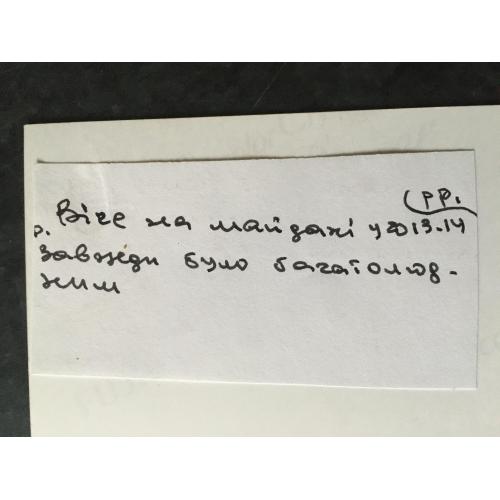 Віче на майдані у 2013-14 рр.
р. завжди було багатолюд-
ним